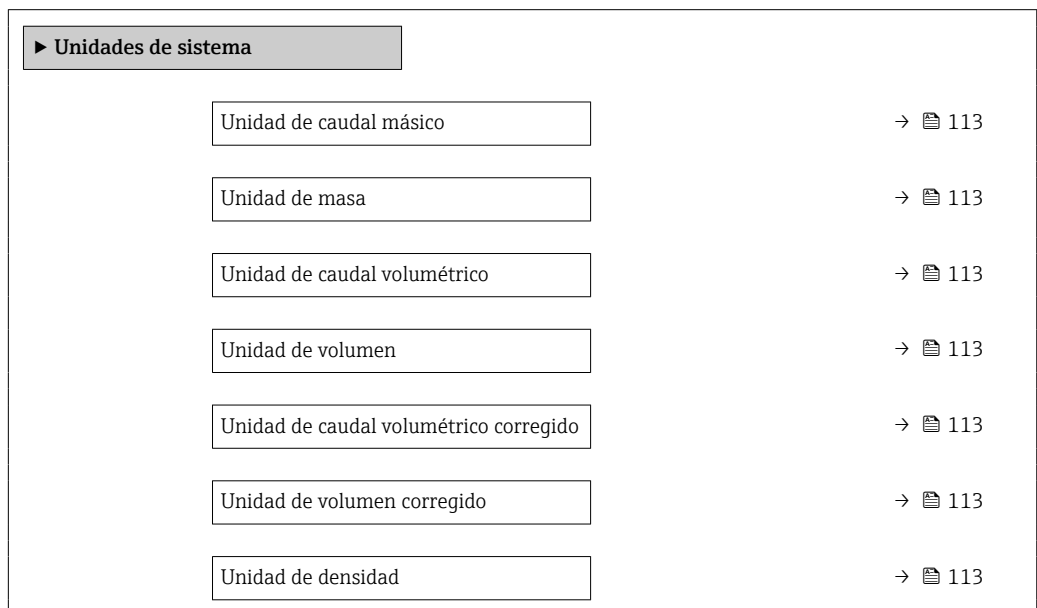 ► Unidades de sistema
Unidad de caudal másico → 113
Unidad de masa → 113
Unidad de caudal volumétrico → 113
Unidad de volumen → 113
Unidad de caudal volumétrico corregido → 113
Unidad de volumen corregido → 113
Unidad de densidad → 113